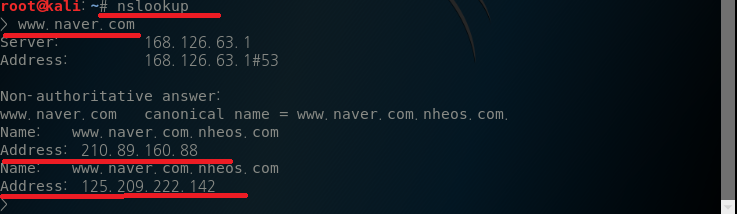 root@kali:~# nslookup
> www.naver.com
Server: 168.126.63.1
Address: 168.126.63.1#53
Non-authoritative answer:
www.naver.com canonical name = www.naver.com.nheos.com.
Name: www.naver.com.nheos.com
Address: 210.89.160.88
Name: www.naver.com.nheos.com
Address: 125.209.222.142
>